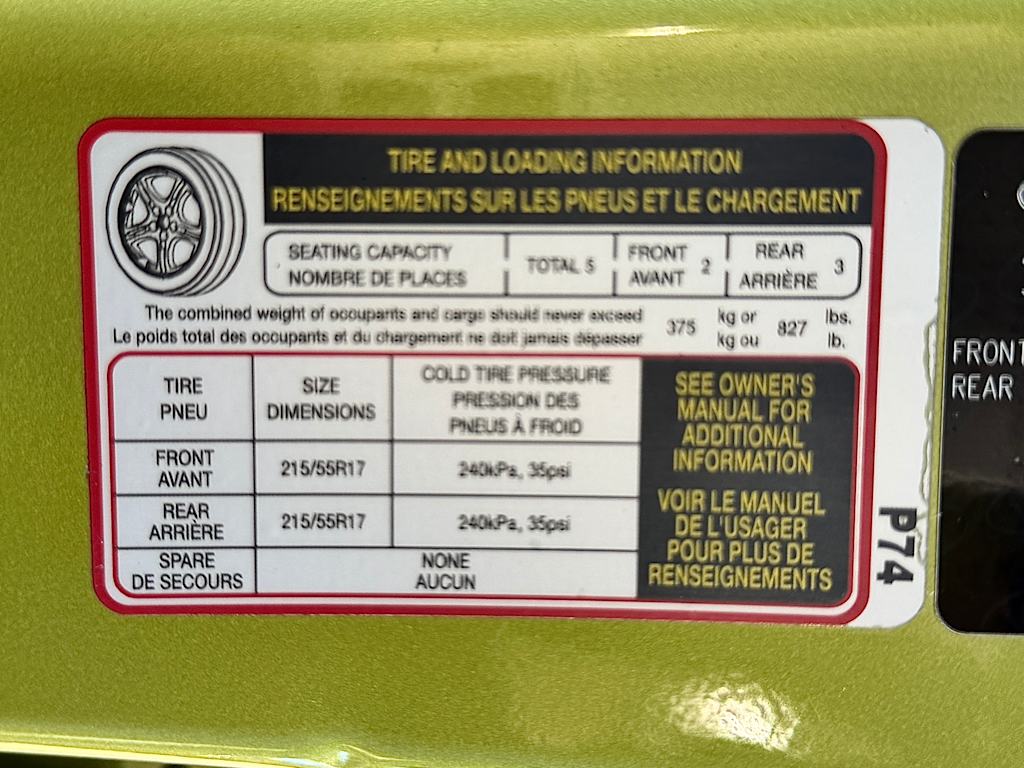 TIRE AND LOADING INFORMATION
RENSEIGNEMENTS SUR LES PNEUS ET LE CHARGEMENT
SEATING CAPACITY
NOMBRE DE PLACES
TOTAL 5
FRONT
AVANT
2
REAR
ARRIÈRE
3
The combined weight of occupants and cargo should never exceed 375 kg or 827 lbs.
Le poids total des occupants et du chargement ne doit jamais dépasser kg ou lb.
TIRE
PNEU
SIZE
DIMENSIONS
COLD TIRE PRESSURE
PRESSION DES
PNEUS À FROID
FRONT
AVANT
215/55R17
240kPa, 35psi
REAR
ARRIÈRE
215/55R17
240kPa, 35psi
SPARE
DE SECOURS
NONE
AUCUN
SEE OWNER'S
MANUAL FOR
ADDITIONAL
INFORMATION
VOIR LE MANUEL
DE L'USAGER
POUR PLUS DE
RENSEIGNEMENTS
P74
FRONT
REAR